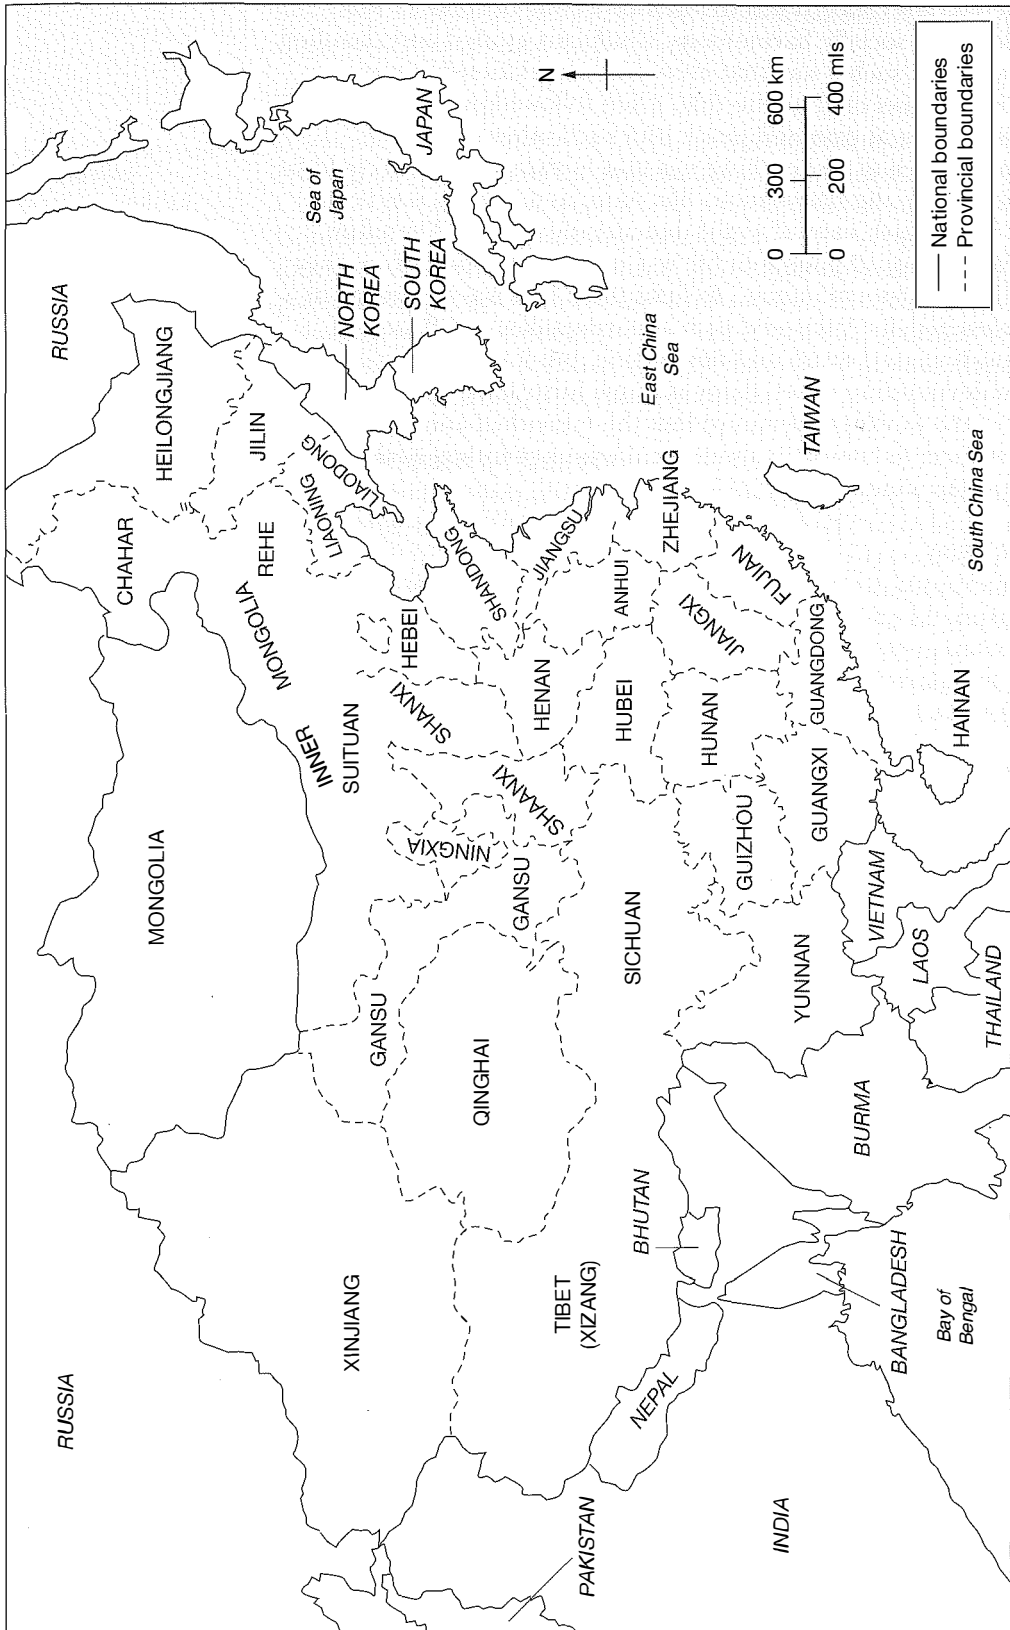 RUSSIA
RUSSIA
MONGOLIA
CHAHAR
HEILONGJIANG
JILIN
REHE
LIAONING
LIAODONG
INNER
MONGOLIA
SUITUAN
XINJIANG
GANSU
NINGXIA
SHANXI
HEBEI
SHANDONG
NORTH
KOREA
SOUTH
KOREA
Sea of
Japan
JAPAN
N
QINGHAI
GANSU
SHAANXI
HENAN
JIANGSU
ANHUI
HUBEI
TIBET
(XIZANG)
SICHUAN
ZHEJIANG
East China
Sea
PAKISTAN
NEPAL
BHUTAN
HUNAN
JIANGXI
FUJIAN
GUIZHOU
INDIA
YUNNAN
GUANGXI
GUANGDONG
TAIWAN
BURMA
BANGLADESH
VIETNAM
LAOS
HAINAN
South China Sea
Bay of
Bengal
THAILAND
0 300 600 km
0 200 400 mls
National boundaries
Provincial boundaries